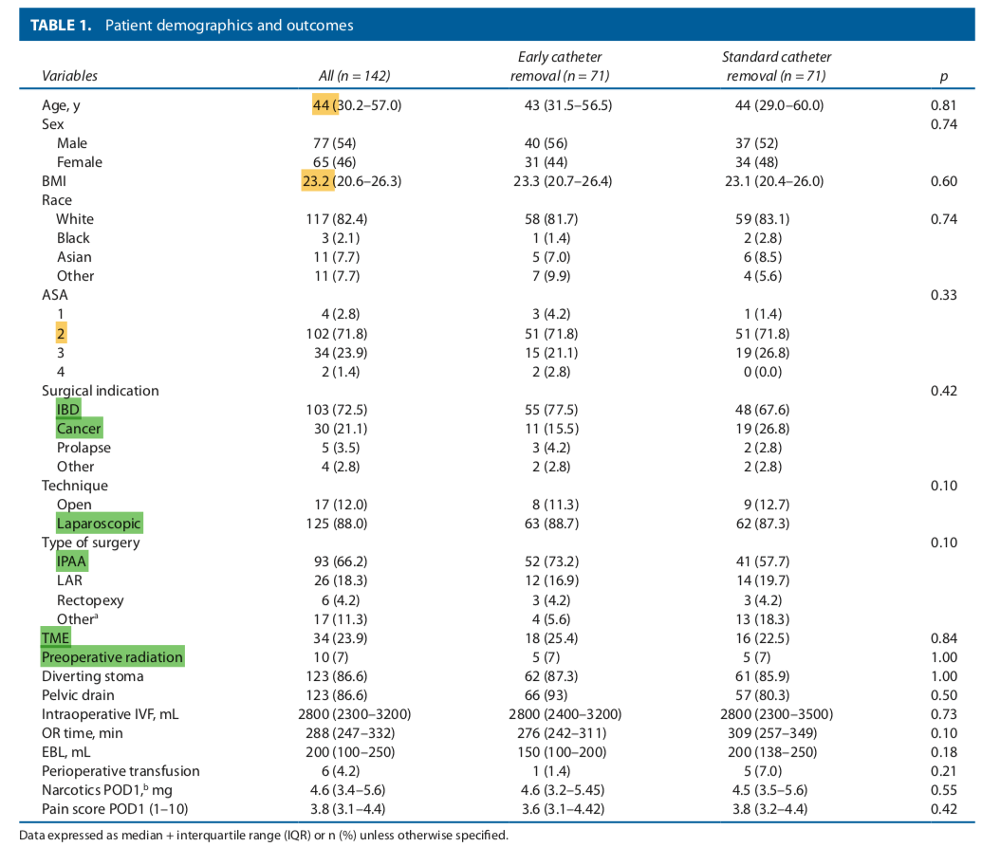 TABLE 1. Patient demographics and outcomes
Early catheter Standard catheter
Variables All (n = 142) removal (n = 71) removal (n = 71) p
Age, y 44 (30.2–57.0) 43 (31.5–56.5) 44 (29.0–60.0) 0.81
Sex 0.74
Male 77 (54) 40 (56) 37 (52)
Female 65 (46) 31 (44) 34 (48)
BMI 23.2 (20.6–26.3) 23.3 (20.7–26.4) 23.1 (20.4–26.0) 0.60
Race
White 117 (82.4) 58 (81.7) 59 (83.1) 0.74
Black 3 (2.1) 1 (1.4) 2 (2.8)
Asian 11 (7.7) 5 (7.0) 6 (8.5)
Other 11 (7.7) 7 (9.9) 4 (5.6)
ASA 0.33
1 4 (2.8) 3 (4.2) 1 (1.4)
2 102 (71.8) 51 (71.8) 51 (71.8)
3 34 (23.9) 15 (21.1) 19 (26.8)
4 2 (1.4) 2 (2.8) 0 (0.0)
Surgical indication 0.42
IBD 103 (72.5) 55 (77.5) 48 (67.6)
Cancer 30 (21.1) 11 (15.5) 19 (26.8)
Prolapse 5 (3.5) 3 (4.2) 2 (2.8)
Other 4 (2.8) 2 (2.8) 2 (2.8)
Technique 0.10
Open 17 (12.0) 8 (11.3) 9 (12.7)
Laparoscopic 125 (88.0) 63 (88.7) 62 (87.3)
Type of surgery 0.10
IPAA 93 (66.2) 52 (73.2) 41 (57.7)
LAR 26 (18.3) 12 (16.9) 14 (19.7)
Rectopexy 6 (4.2) 3 (4.2) 3 (4.2)
Otherᵃ 17 (11.3) 4 (5.6) 13 (18.3)
TME 34 (23.9) 18 (25.4) 16 (22.5) 0.84
Preoperative radiation 10 (7) 5 (7) 5 (7) 1.00
Diverting stoma 123 (86.6) 62 (87.3) 61 (85.9) 1.00
Pelvic drain 123 (86.6) 66 (93) 57 (80.3) 0.50
Intraoperative IVF, mL 2800 (2300–3200) 2800 (2400–3200) 2800 (2300–3500) 0.73
OR time, min 288 (247–332) 276 (242–311) 309 (257–349) 0.10
EBL, mL 200 (100–250) 150 (100–200) 200 (138–250) 0.18
Perioperative transfusion 6 (4.2) 1 (1.4) 5 (7.0) 0.21
Narcotics POD1,ᵇ mg 4.6 (3.4–5.6) 4.6 (3.2–5.45) 4.5 (3.5–5.6) 0.55
Pain score POD1 (1–10) 3.8 (3.1–4.4) 3.6 (3.1–4.42) 3.8 (3.2–4.4) 0.42
Data expressed as median + interquartile range (IQR) or n (%) unless otherwise specified.